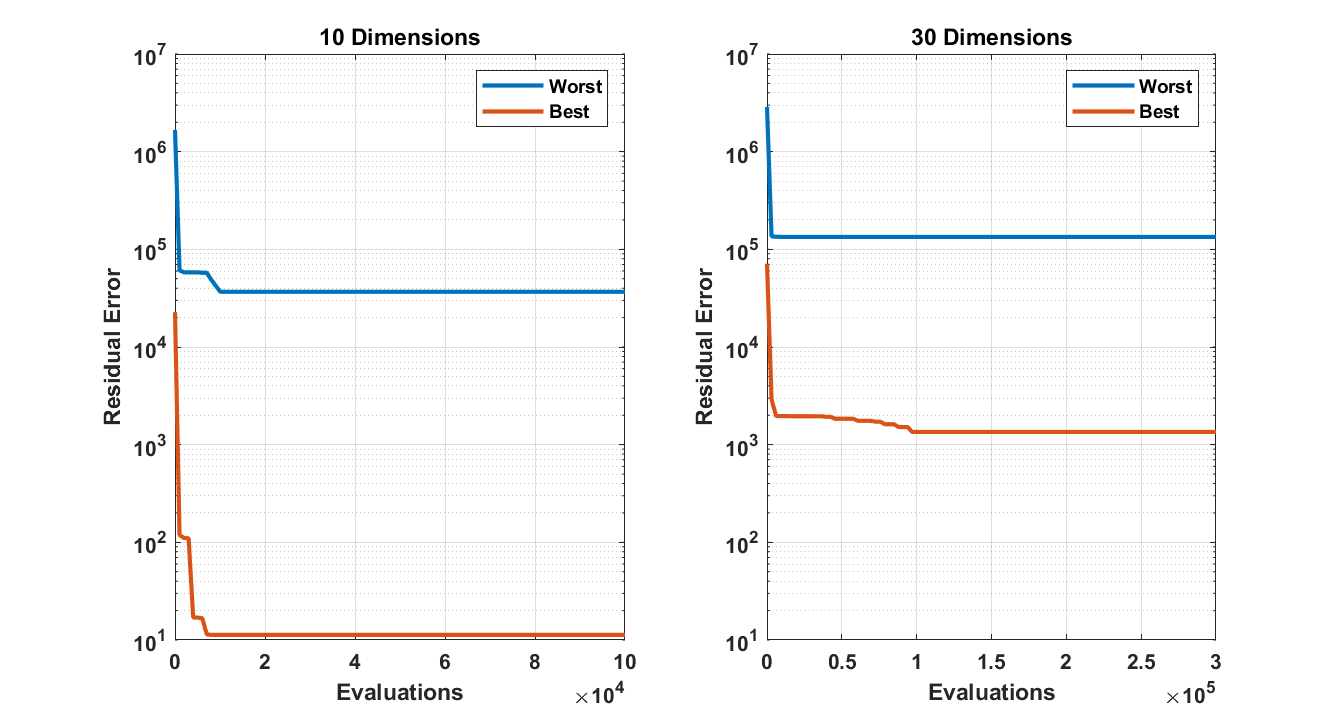 10 Dimensions
10^7
10^6
10^5
10^4
10^3
10^2
10^1
Residual Error
Worst
Best
0
2
4
6
8
10
Evaluations
×10^4
30 Dimensions
10^7
10^6
10^5
10^4
10^3
10^2
10^1
Residual Error
Worst
Best
0
0.5
1
1.5
2
2.5
3
Evaluations
×10^5